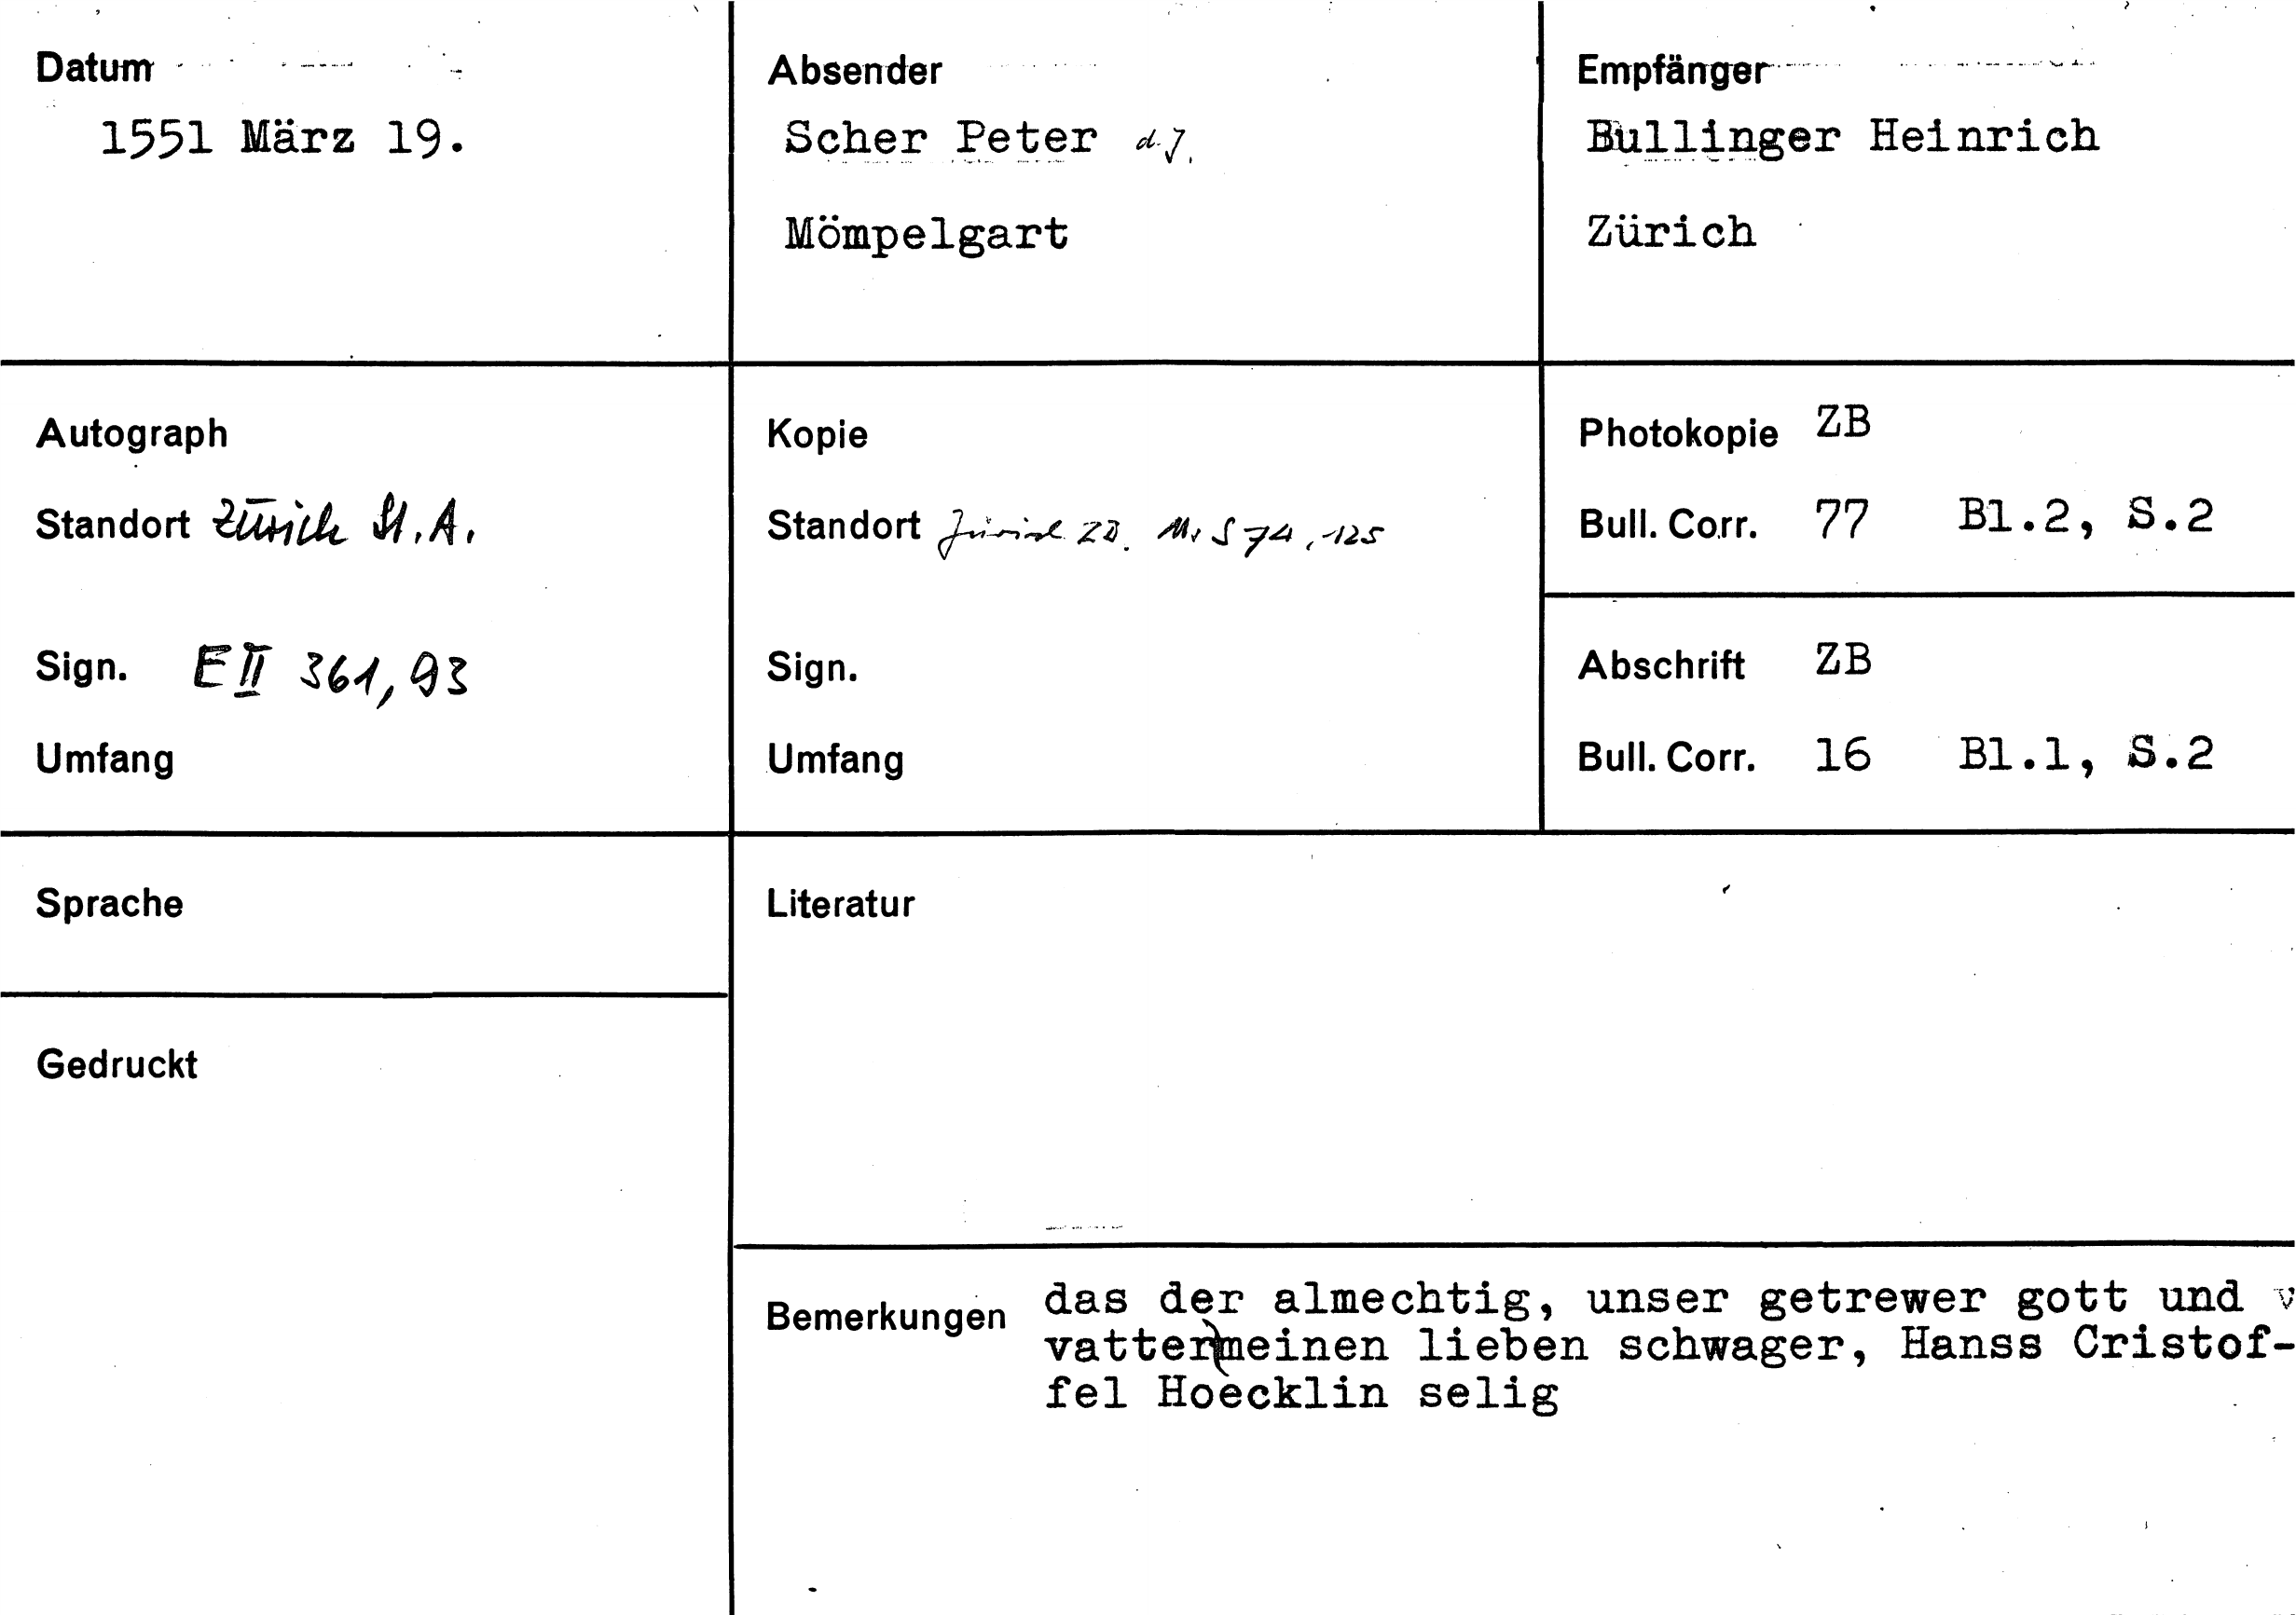 Datum
1551 März 19.
Absender
Scher Peter d.J.
Mömpelgart
Empfänger
Bullinger Heinrich
Zürich
Autograph
Standort Zürich St.A.
Sign. E II 361, 93
Umfang
Kopie
Standort Zürich ZB. Ms S 74, 125
Sign.
Umfang
Photokopie ZB
Bull. Corr. 77 Bl.2, S.2
Abschrift ZB
Bull. Corr. 16 Bl.1, S.2
Sprache
Literatur
Gedruckt
Bemerkungen das der almechtig, unser getrewer gott und v
vatter, meinen lieben schwager, Hanss Cristof-
fel Hoecklin selig